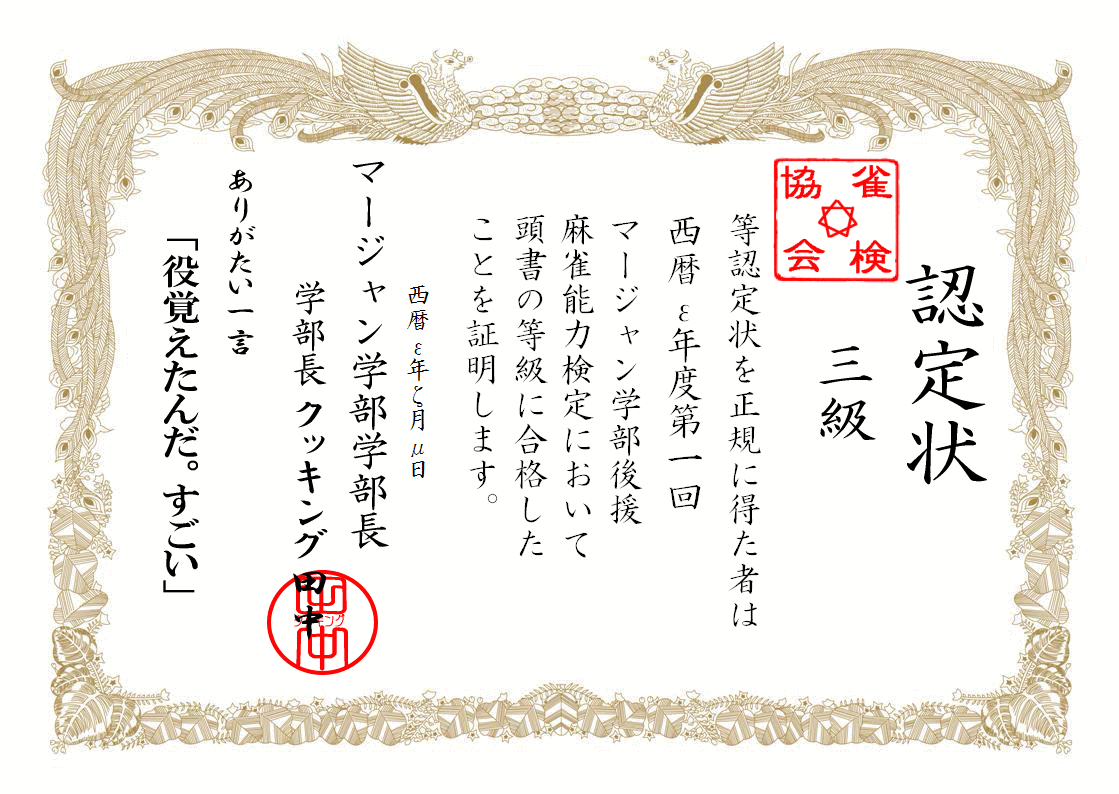 認定状
三級
雀検
協会
等認定状を正規に得た者は
西暦 ε年度第一回
マージャン学部後援
麻雀能力検定において
頭書の等級に合格した
ことを証明します。
西暦 ε年ζ月 μ日
マージャン学部学部長
学部長 クッキング田中
田中
クッキング
ありがたい一言
「役覚えたんだ。すごい」